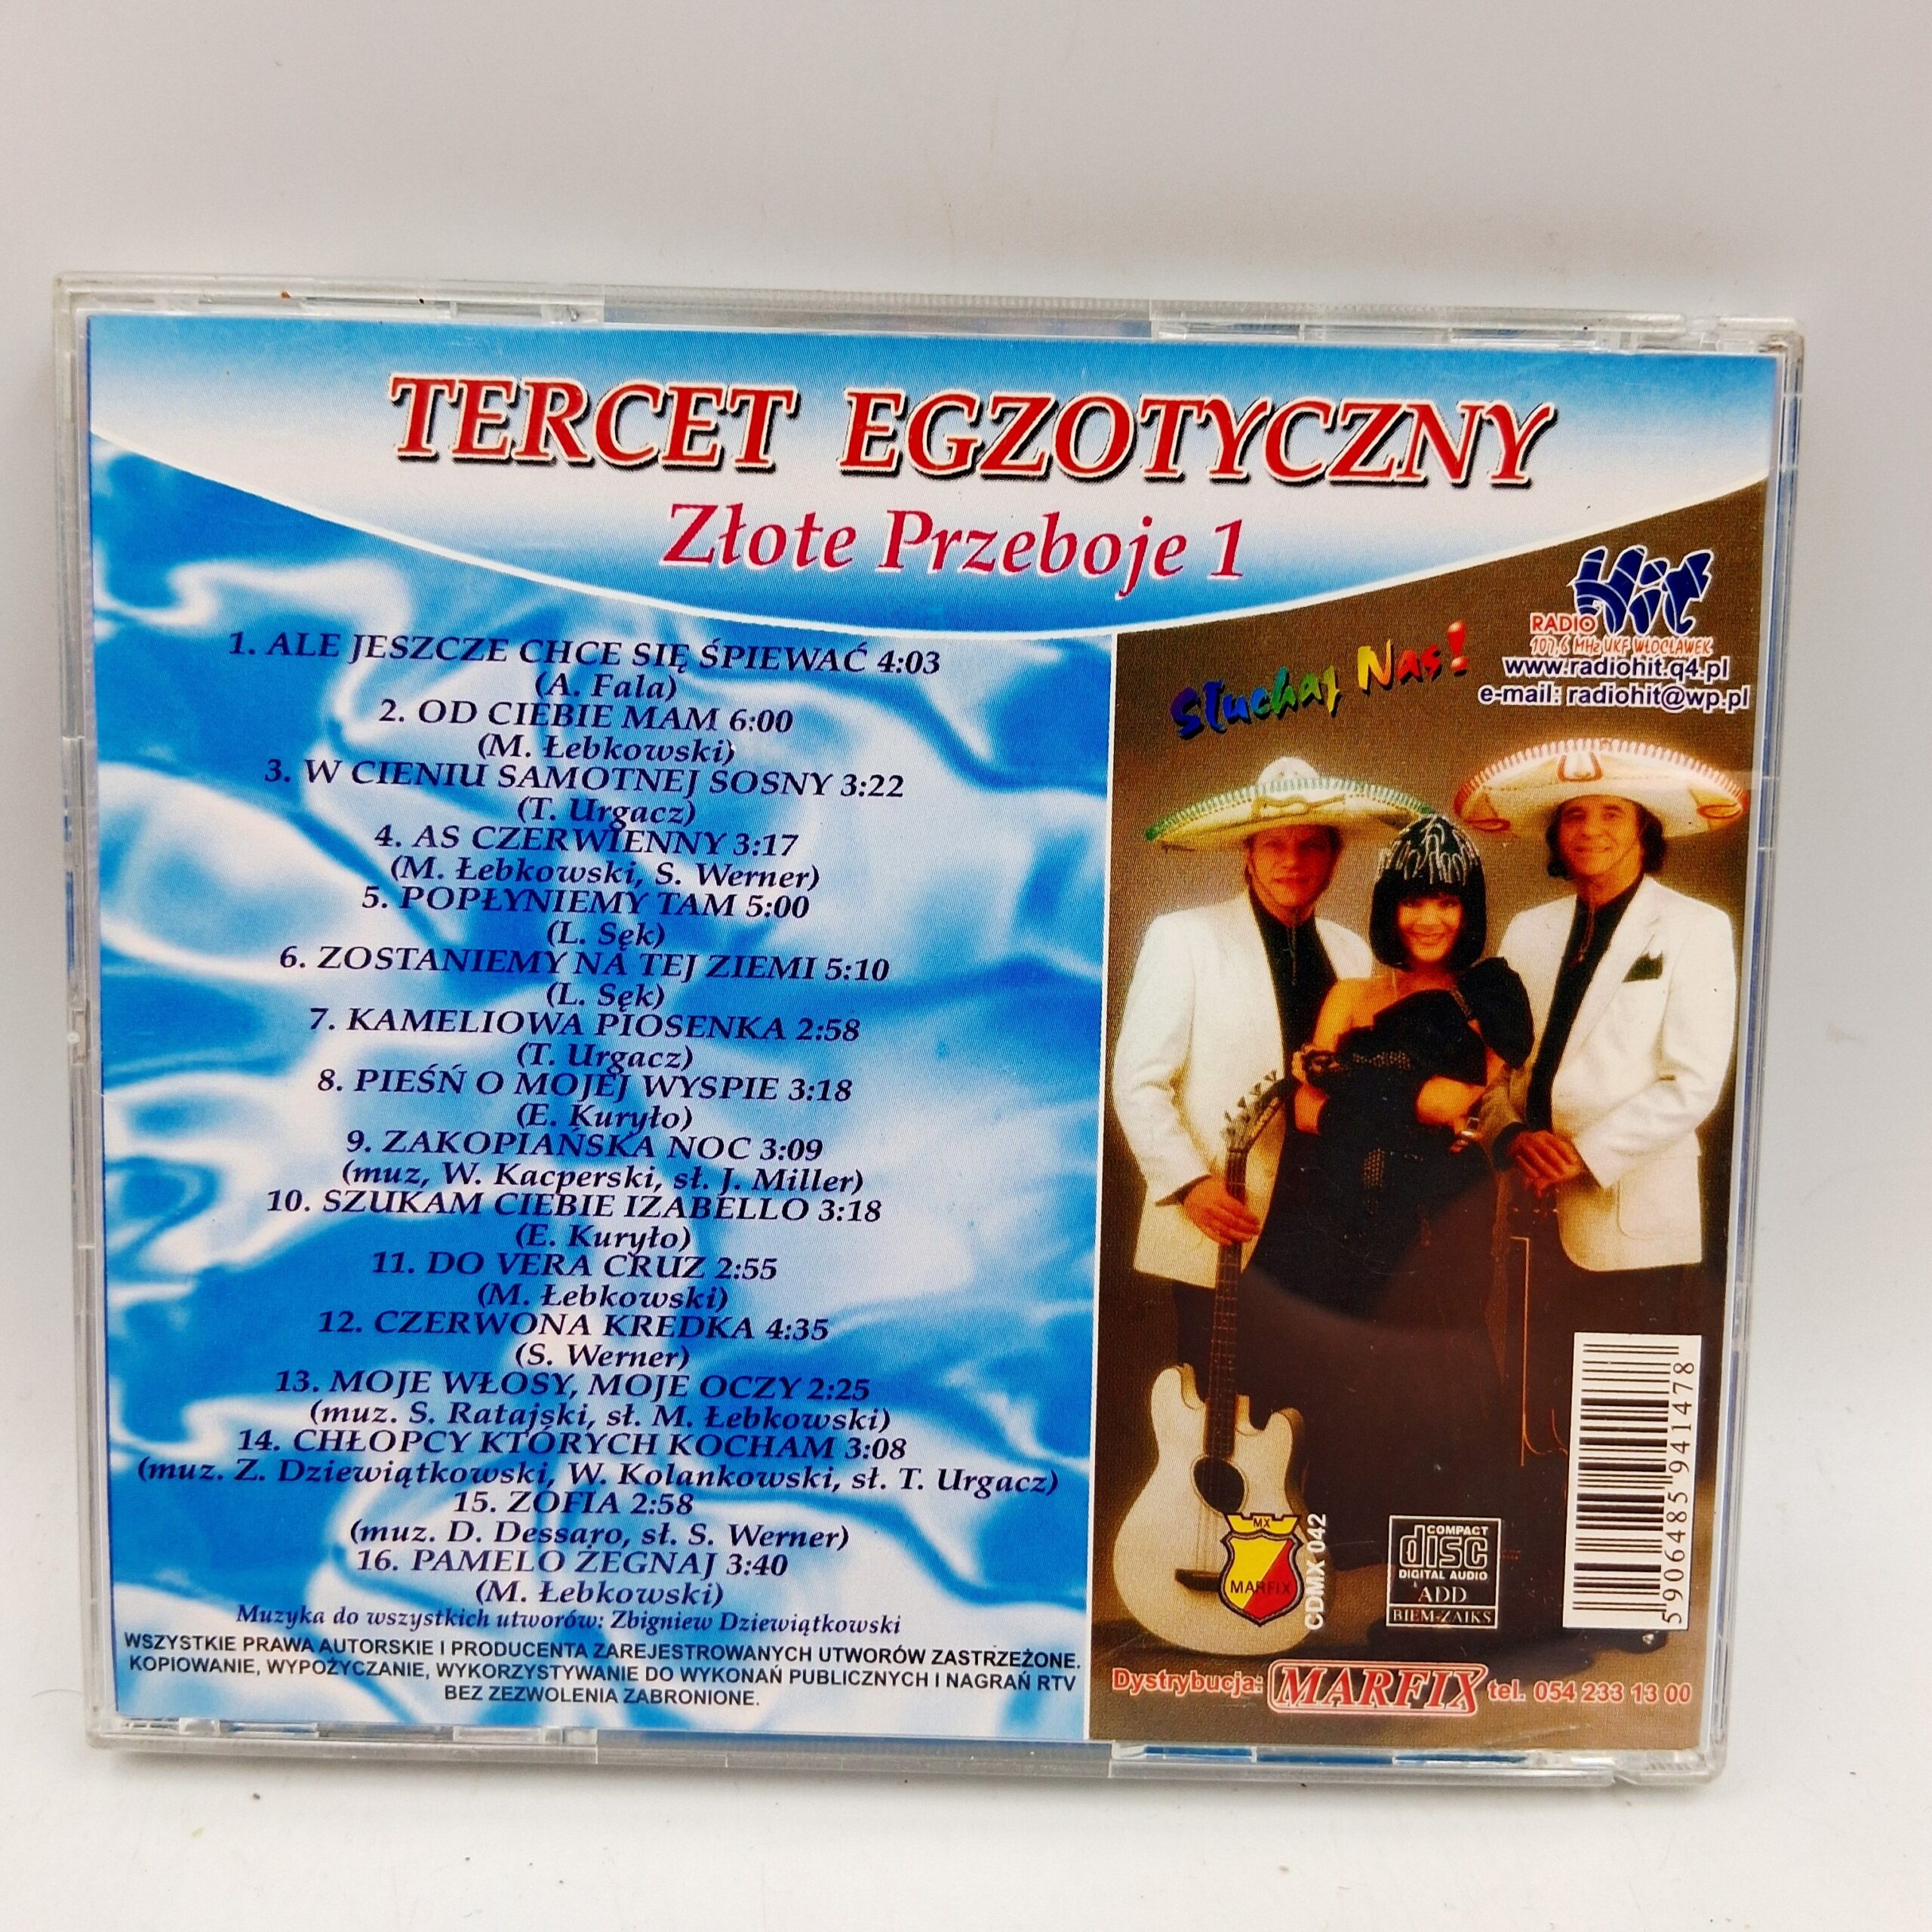 TERCET EGZOTYCZNY
Złote Przeboje 1
1. ALE JESZCZE CHCE SIĘ ŚPIEWAĆ 4:03
(A. Fala)
2. OD CIEBIE MAM 6:00
(M. Łebkowski)
3. W CIENIU SAMOTNEJ SOSNY 3:22
(T. Urgacz)
4. AS CZERWIENNY 3:17
(M. Łebkowski, S. Werner)
5. POPŁYNIEMY TAM 5:00
(L. Sęk)
6. ZOSTANIEMY NA TEJ ZIEMI 5:10
(L. Sęk)
7. KAMELIOWA PIOSENKA 2:58
(T. Urgacz)
8. PIEŚŃ O MOJEJ WYSPIE 3:18
(E. Kuryło)
9. ZAKOPIAŃSKA NOC 3:09
(muz, W. Kacperski, sł. J. Miller)
10. SZUKAM CIEBIE IZABELLO 3:18
(E. Kuryło)
11. DO VERA CRUZ 2:55
(M. Łebkowski)
12. CZERWONA KREDKA 4:35
(S. Werner)
13. MOJE WŁOSY, MOJE OCZY 2:25
(muz. S. Ratajski, sł. M. Łebkowski)
14. CHŁOPCY KTÓRYCH KOCHAM 3:08
(muz. Z. Dziewiątkowski, W. Kolankowski, sł. T. Urgacz)
15. ZOFIA 2:58
(muz. D. Dessaro, sł. S. Werner)
16. PAMELO ŻEGNAJ 3:40
(M. Łebkowski)
Muzyka do wszystkich utworów: Zbigniew Dziewiątkowski
WSZYSTKIE PRAWA AUTORSKIE I PRODUCENTA ZAREJESTROWANYCH UTWORÓW ZASTRZEŻONE.
KOPIOWANIE, WYPOŻYCZANIE, WYKORZYSTYWANIE DO WYKONAŃ PUBLICZNYCH I NAGRAŃ RTV
BEZ ZEZWOLENIA ZABRONIONE.
Słuchaj Nas!
RADIO Hit
107,6 MHz UKF WŁOCŁAWEK
www.radiohit.q4.pl
e-mail: radiohit@wp.pl
MX
MARFIX
CDMX 042
COMPACT
disc
DIGITAL AUDIO
ADD
BIEM-ZAIKS
5906485941478
Dystrybucja: MARFIX tel. 054 233 13 00